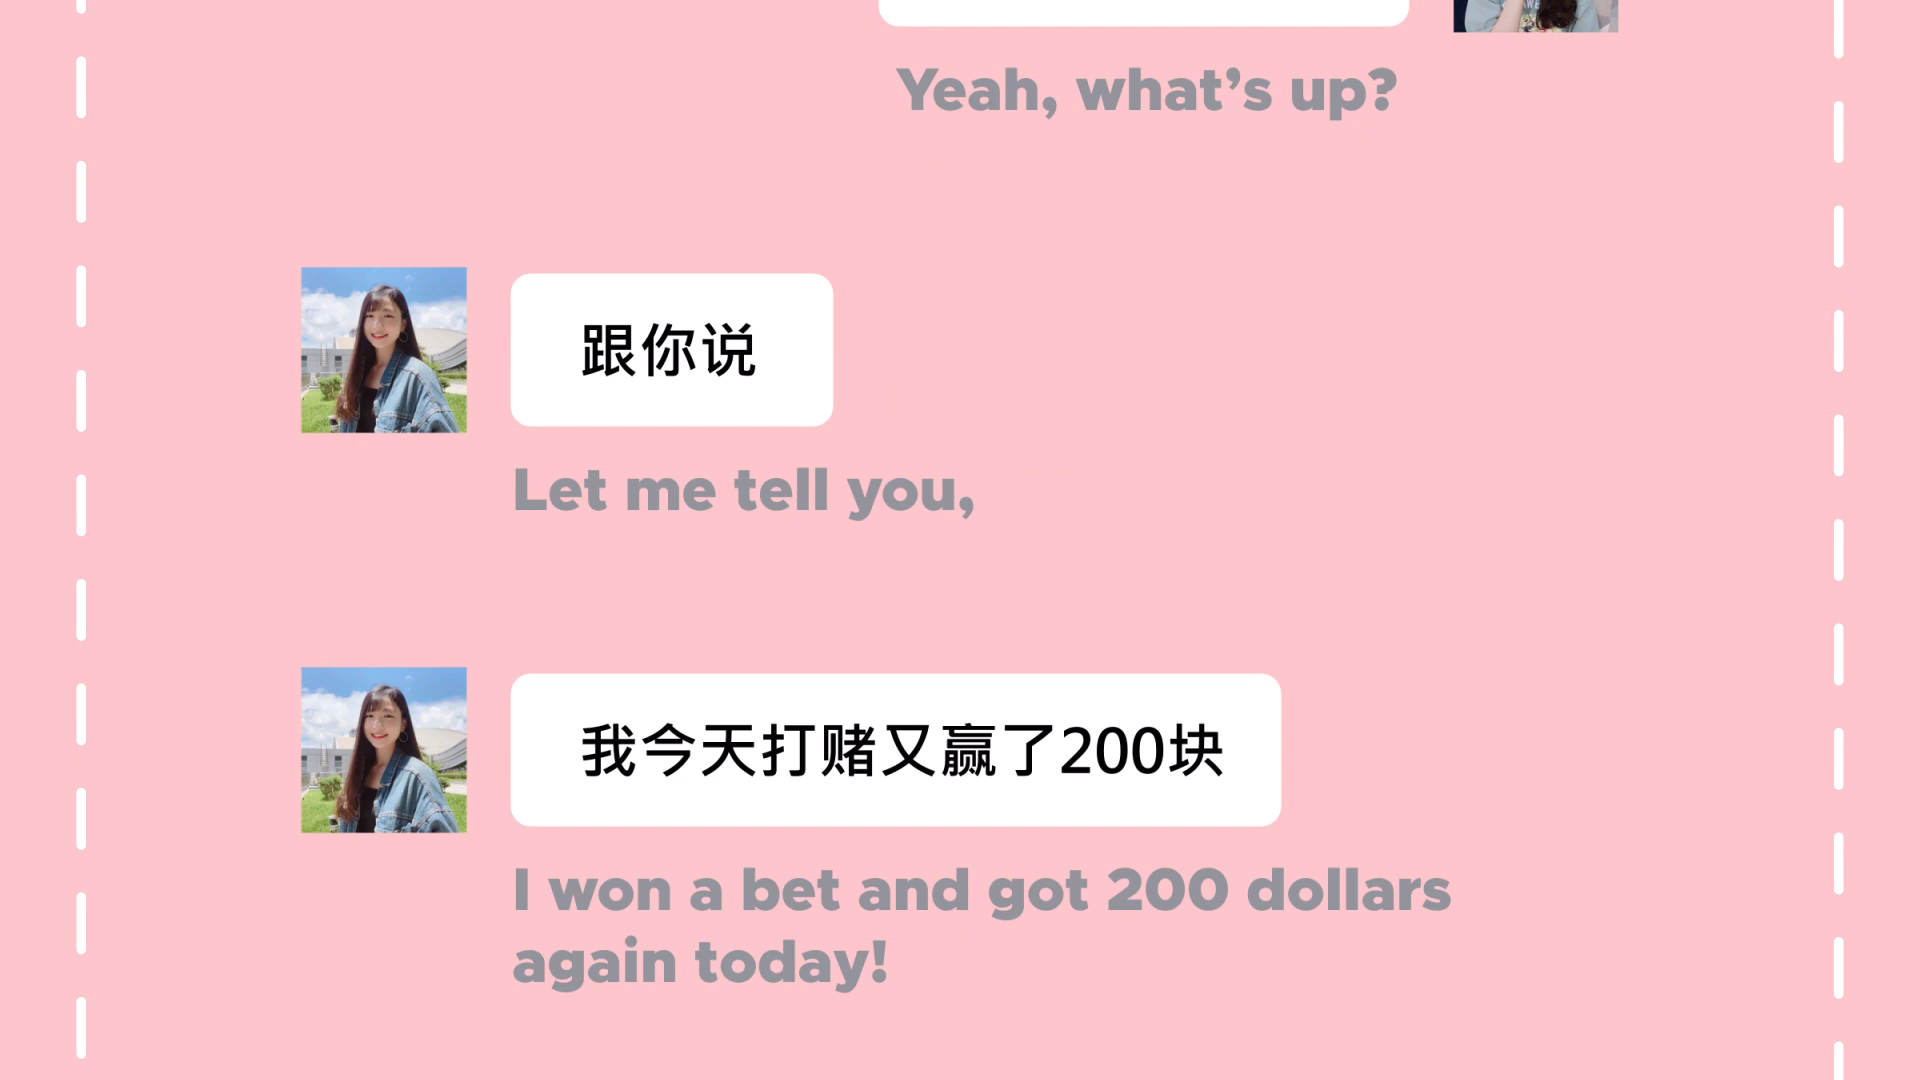 Yeah, what’s up?
跟你说
Let me tell you,
我今天打赌又赢了200块
I won a bet and got 200 dollars
again today!